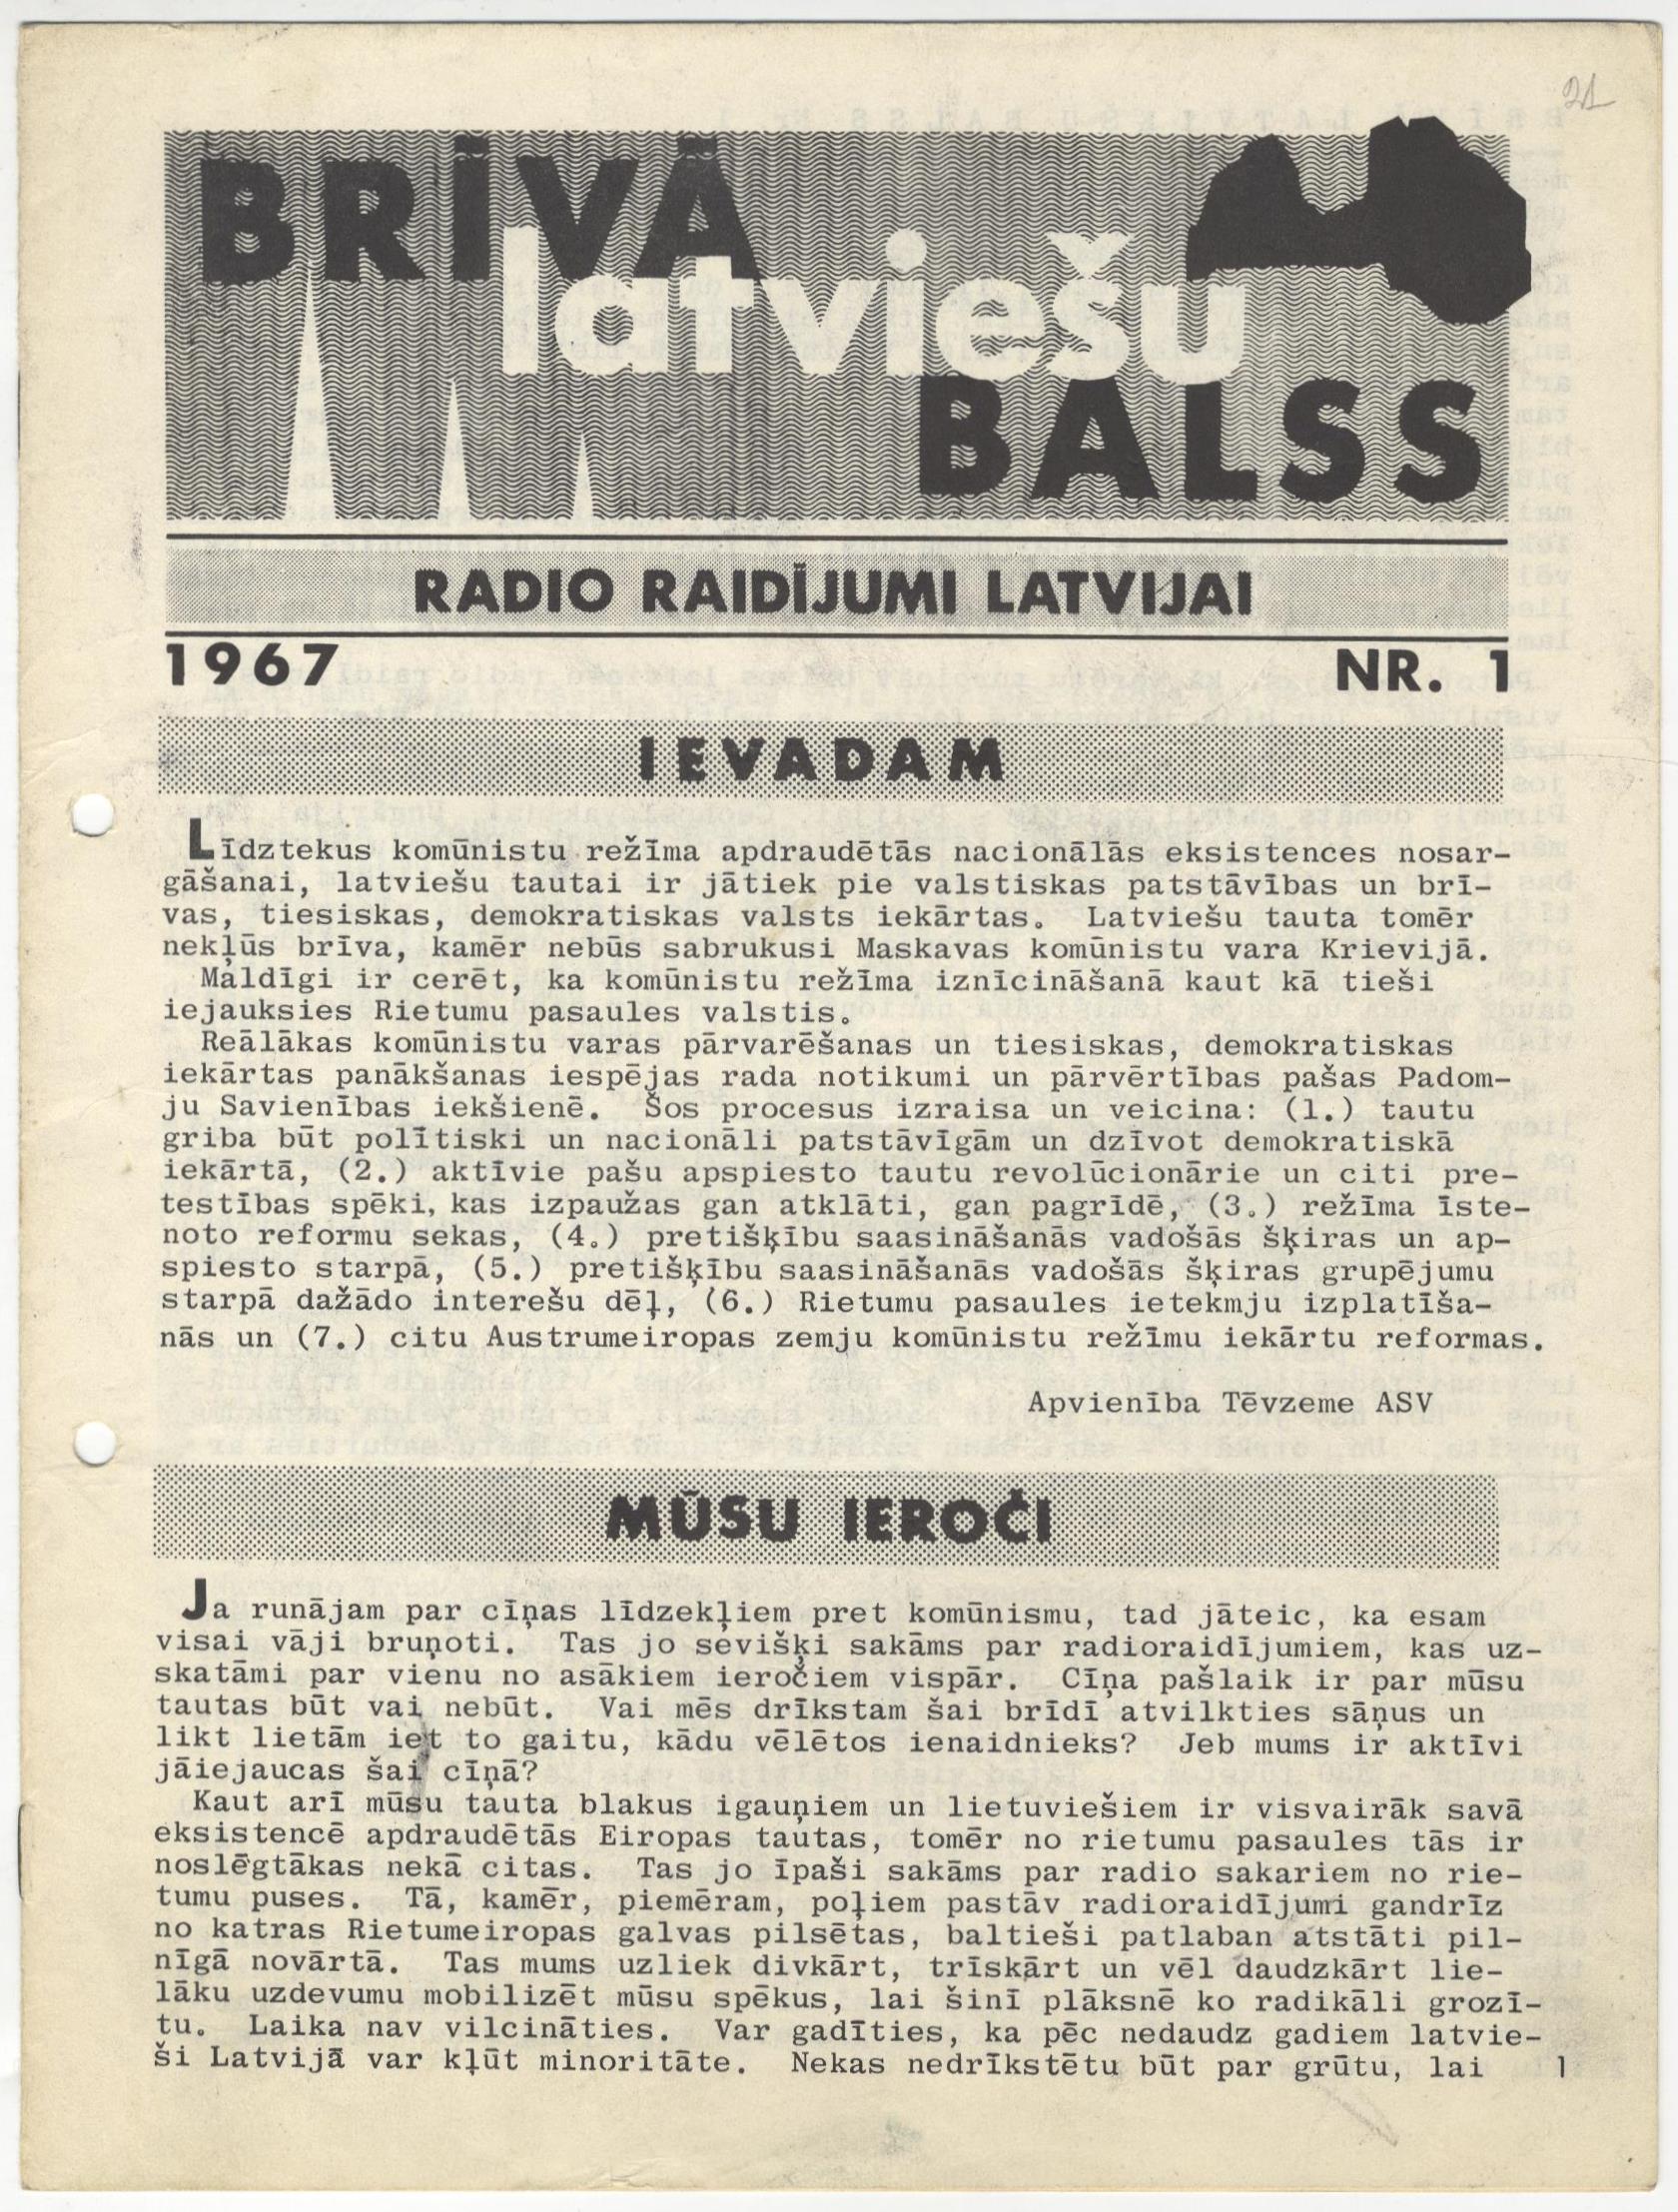 21
BRĪVĀ
latviešu
BALSS
RADIO RAIDĪJUMI LATVIJAI
1967 NR. 1
IEVADAM
Līdztekus komūnistu režīma apdraudētās nacionālās eksistences nosar-
gāšanai, latviešu tautai ir jātiek pie valstiskas patstāvības un brī-
vas, tiesiskas, demokratiskas valsts iekārtas. Latviešu tauta tomēr
nekļūs brīva, kamēr nebūs sabrukusi Maskavas komūnistu vara Krievijā.
Maldīgi ir cerēt, ka komūnistu režīma iznīcināšanā kaut kā tieši
iejauksies Rietumu pasaules valstis.
Reālākas komūnistu varas pārvarēšanas un tiesiskas, demokratiskas
iekārtas panākšanas iespējas rada notikumi un pārvērtības pašas Padom-
ju Savienības iekšienē. Šos procesus izraisa un veicina: (1.) tautu
griba būt polītiski un nacionāli patstāvīgām un dzīvot demokratiskā
iekārtā, (2.) aktīvie pašu apspiesto tautu revolūcionārie un citi pre-
testības spēki, kas izpaužas gan atklāti, gan pagrīdē, (3.) režīma īste-
noto reformu sekas, (4.) pretišķību saasināšanās vadošās šķiras un ap-
spiesto starpā, (5.) pretišķību saasināšanās vadošās šķiras grupējumu
starpā dažādo interešu dēļ, (6.) Rietumu pasaules ietekmju izplatīša-
nās un (7.) citu Austrumeiropas zemju komūnistu režīmu iekārtu reformas.
Apvienība Tēvzeme ASV
MŪSU IEROČI
Ja runājam par cīņas līdzekļiem pret komūnismu, tad jāteic, ka esam
visai vāji bruņoti. Tas jo sevišķi sakāms par radioraidījumiem, kas uz-
skatāmi par vienu no asākiem ieročiem vispār. Cīņa pašlaik ir par mūsu
tautas būt vai nebūt. Vai mēs drīkstam šai brīdī atvilkties sāņus un
likt lietām iet to gaitu, kādu vēlētos ienaidnieks? Jeb mums ir aktīvi
jāiejaucas šai cīņā?
Kaut arī mūsu tauta blakus igauņiem un lietuviešiem ir visvairāk savā
eksistencē apdraudētās Eiropas tautas, tomēr no rietumu pasaules tās ir
noslēgtākas nekā citas. Tas jo īpaši sakāms par radio sakariem no rie-
tumu puses. Tā, kamēr, piemēram, poļiem pastāv radioraidījumi gandrīz
no katras Rietumeiropas galvas pilsētas, baltieši patlaban atstāti pil-
nīgā novārtā. Tas mums uzliek divkārt, trīskārt un vēl daudzkārt lie-
lāku uzdevumu mobilizēt mūsu spēkus, lai šinī plāksnē ko radikāli grozī-
tu. Laika nav vilcināties. Var gadīties, ka pēc nedaudz gadiem latvie-
ši Latvijā var kļūt minoritāte. Nekas nedrīkstētu būt par grūtu, lai 1